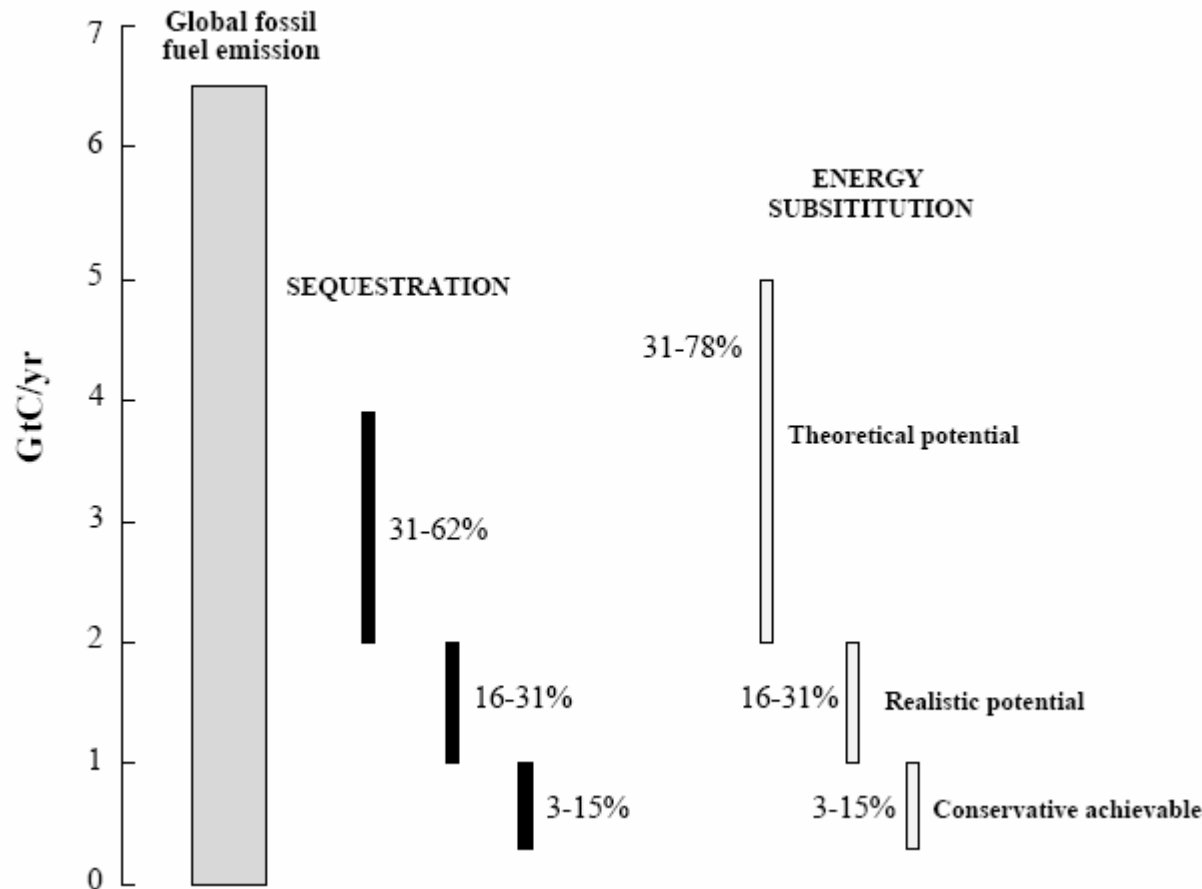 Global fossil
fuel emission
7
6
5
4
3
2
1
0
GtC/yr
SEQUESTRATION
31-62%
16-31%
3-15%
ENERGY
SUBSITITUTION
31-78%
Theoretical potential
16-31%
Realistic potential
3-15%
Conservative achievable